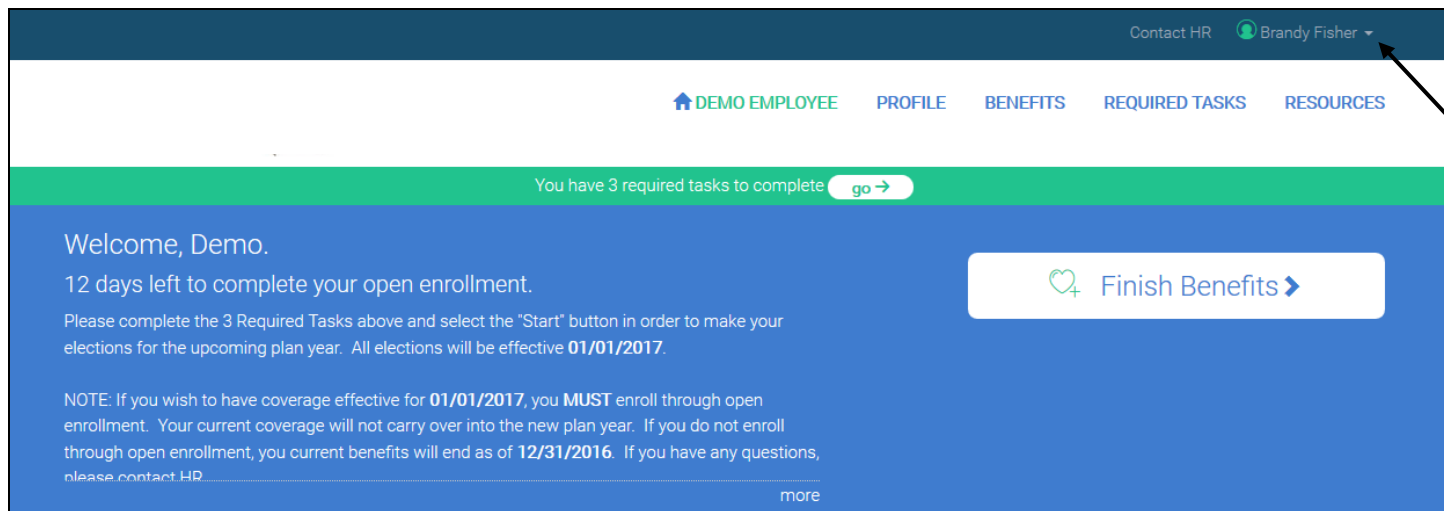 Contact HR Brandy Fisher
DEMO EMPLOYEE PROFILE BENEFITS REQUIRED TASKS RESOURCES
You have 3 required tasks to complete go →
Welcome, Demo.
12 days left to complete your open enrollment.
Please complete the 3 Required Tasks above and select the "Start" button in order to make your
elections for the upcoming plan year. All elections will be effective 01/01/2017.
NOTE: If you wish to have coverage effective for 01/01/2017, you MUST enroll through open
enrollment. Your current coverage will not carry over into the new plan year. If you do not enroll
through open enrollment, you current benefits will end as of 12/31/2016. If you have any questions,
please contact HR
more
Finish Benefits